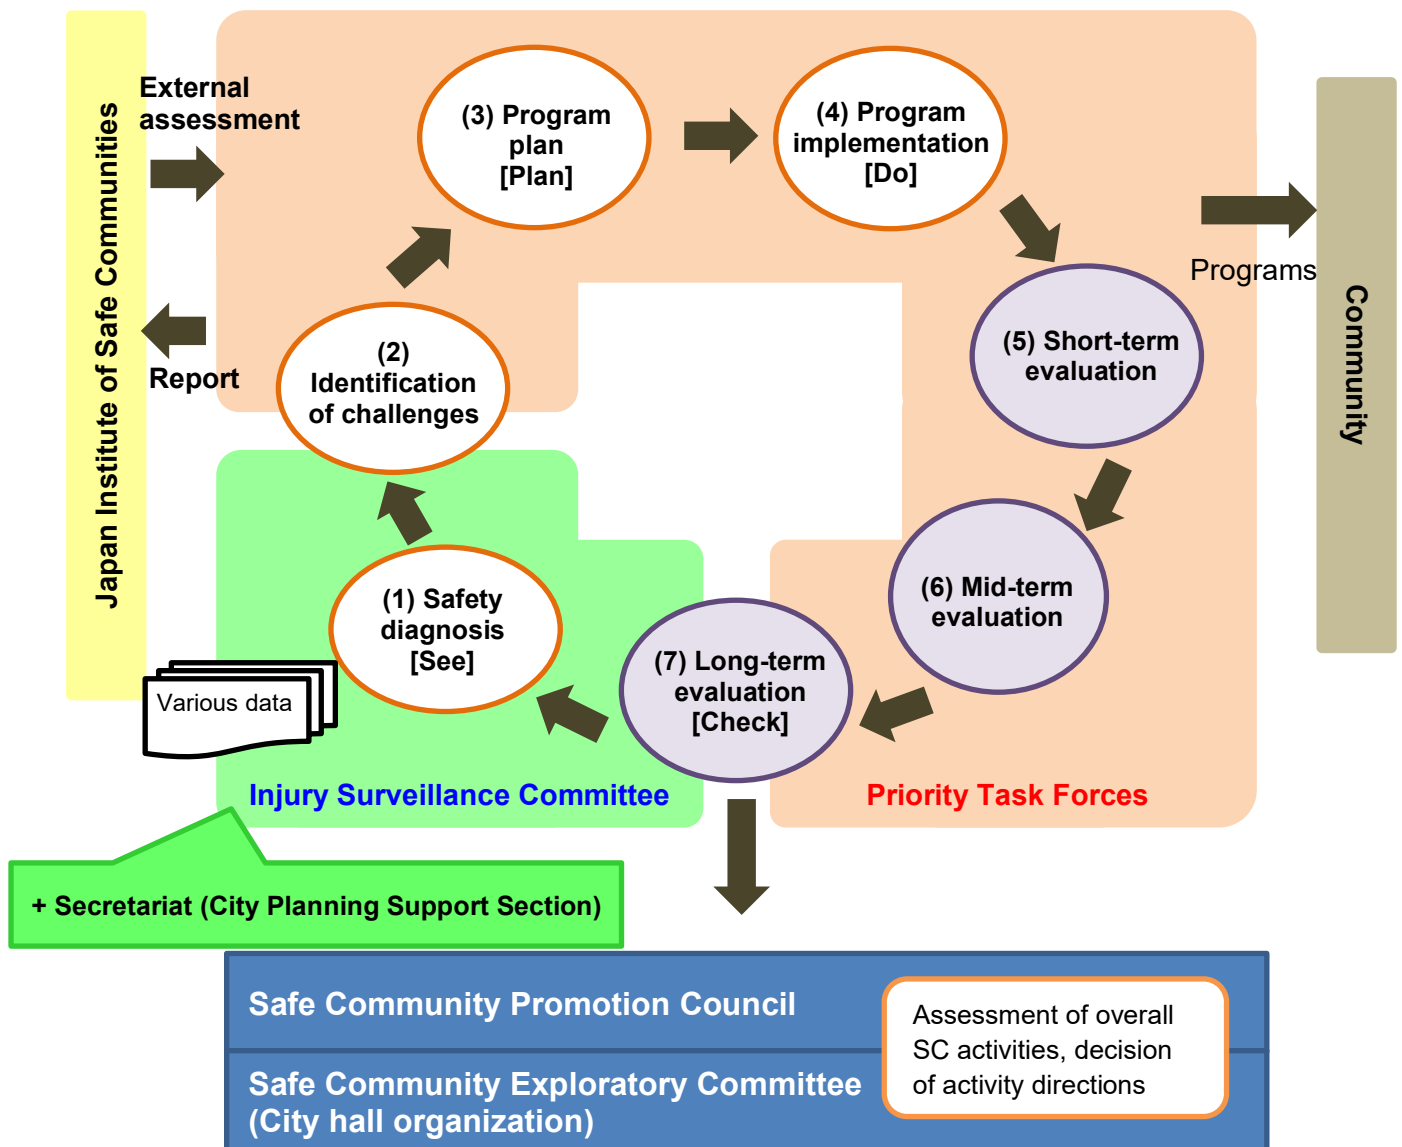 Japan Institute of Safe Communities
External
assessment
Report
(3) Program
plan
[Plan]
(4) Program
implementation
[Do]
Programs
Community
(2)
Identification
of challenges
(5) Short-term
evaluation
(1) Safety
diagnosis
[See]
(6) Mid-term
evaluation
(7) Long-term
evaluation
[Check]
Various data
Injury Surveillance Committee
Priority Task Forces
+ Secretariat (City Planning Support Section)
Safe Community Promotion Council
Safe Community Exploratory Committee
(City hall organization)
Assessment of overall
SC activities, decision
of activity directions